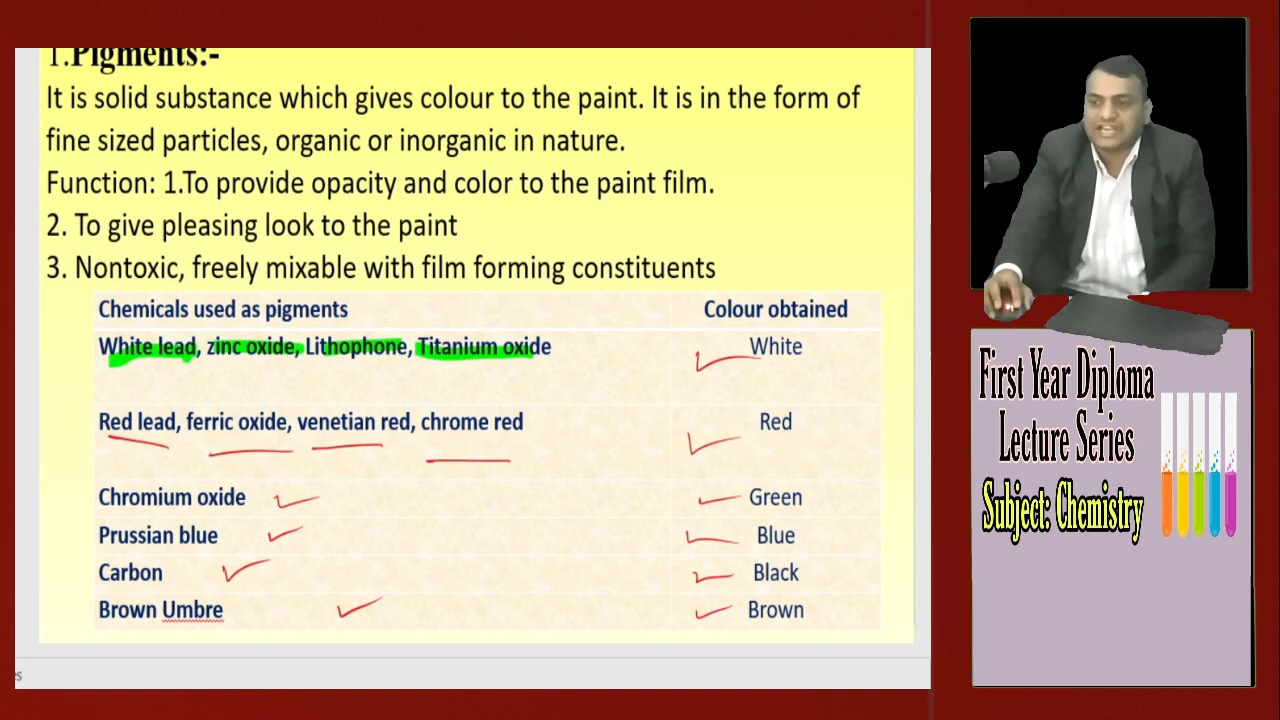 1.Pigments:-
It is solid substance which gives colour to the paint. It is in the form of
fine sized particles, organic or inorganic in nature.
Function: 1.To provide opacity and color to the paint film.
2. To give pleasing look to the paint
3. Nontoxic, freely mixable with film forming constituents
Chemicals used as pigments Colour obtained
White lead, zinc oxide, Lithophone, Titanium oxide White
Red lead, ferric oxide, venetian red, chrome red Red
Chromium oxide Green
Prussian blue Blue
Carbon Black
Brown Umbre Brown
First Year Diploma
Lecture Series
Subject: Chemistry